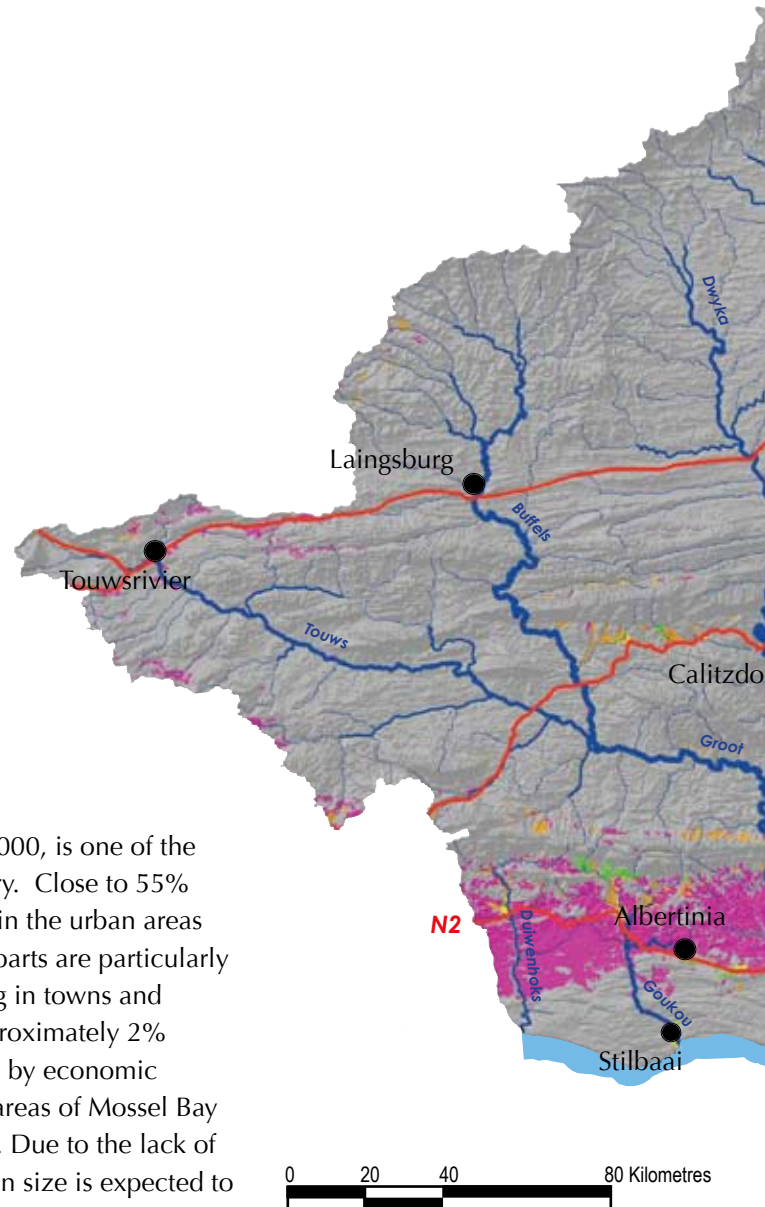 Dwyka
Laingsburg
Buffels
Touwsrivier
Touws
Calitzdo
Groot
000, is one of the
ry. Close to 55%
in the urban areas
parts are particularly
g in towns and
roximately 2%
by economic
areas of Mossel Bay
. Due to the lack of
n size is expected to
N2
Duiwenhoks
Albertinia
Goukou
Stilbaai
0 20 40 80 Kilometres